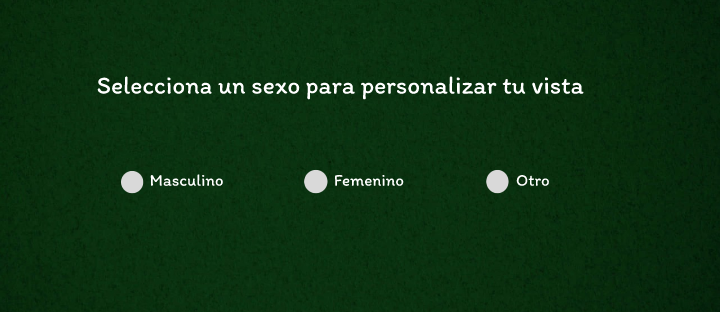 Selecciona un sexo para personalizar tu vista
Masculino Femenino Otro